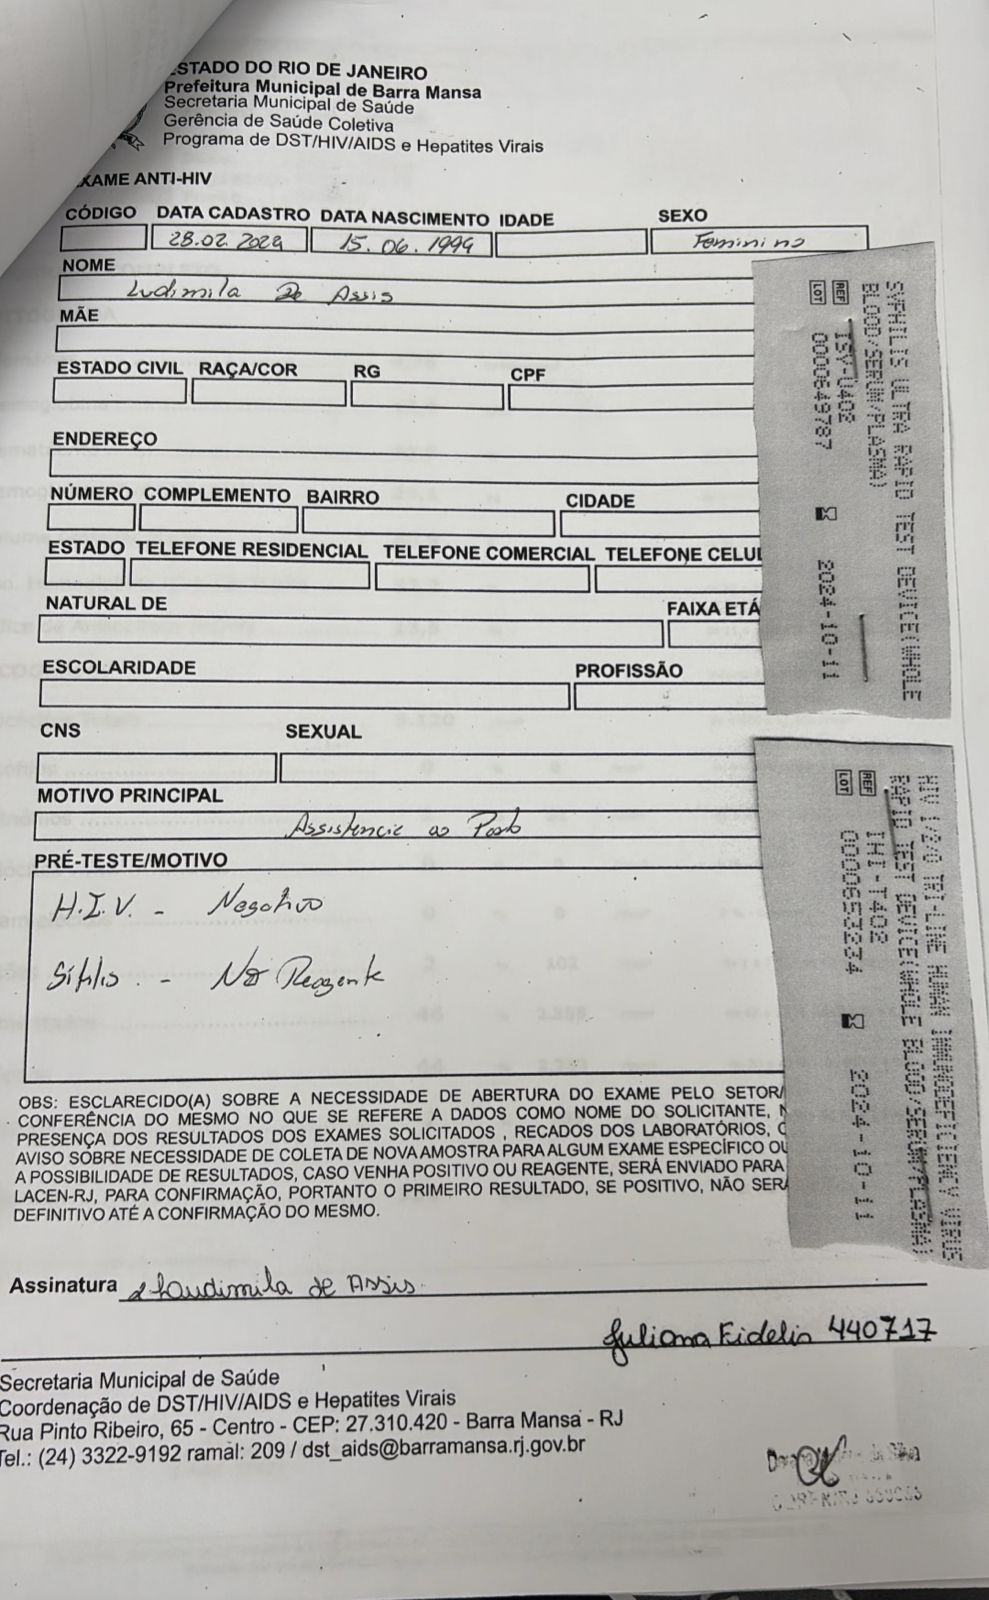 ESTADO DO RIO DE JANEIRO
Prefeitura Municipal de Barra Mansa
Secretaria Municipal de Saúde
Gerência de Saúde Coletiva
Programa de DST/HIV/AIDS e Hepatites Virais
EXAME ANTI-HIV
CÓDIGO DATA CADASTRO DATA NASCIMENTO IDADE SEXO
28.02.2024 15.06.1994 Feminino
NOME
Ludimila de Assis
MÃE
ESTADO CIVIL RAÇA/COR RG CPF
ENDEREÇO
NÚMERO COMPLEMENTO BAIRRO CIDADE
ESTADO TELEFONE RESIDENCIAL TELEFONE COMERCIAL TELEFONE CELUL
NATURAL DE FAIXA ETÁ
ESCOLARIDADE PROFISSÃO
CNS SEXUAL
MOTIVO PRINCIPAL
Assistencia ao Parto
PRÉ-TESTE/MOTIVO
H.I.V. - Negativo
Sífilis. - Não Reagente
SYPHILIS ULTRA RAPID TEST DEVICE(WHOLE
BLOOD/SERUM/PLASMA)
REF ISY-U402
LOT 0000649787 2024-10-11
HIV 1/2/O TRI-LINE HUMAN IMMUNODEFICIENCY VIRUS
RAPID TEST DEVICE(WHOLE BLOOD/SERUM/PLASMA)
REF IHI-T402
LOT 0000653234 2024-10-11
OBS: ESCLARECIDO(A) SOBRE A NECESSIDADE DE ABERTURA DO EXAME PELO SETOR/
CONFERÊNCIA DO MESMO NO QUE SE REFERE A DADOS COMO NOME DO SOLICITANTE,
PRESENÇA DOS RESULTADOS DOS EXAMES SOLICITADOS , RECADOS DOS LABORATÓRIOS,
AVISO SOBRE NECESSIDADE DE COLETA DE NOVA AMOSTRA PARA ALGUM EXAME ESPECÍFICO OU
A POSSIBILIDADE DE RESULTADOS, CASO VENHA POSITIVO OU REAGENTE, SERÁ ENVIADO PARA
LACEN-RJ, PARA CONFIRMAÇÃO, PORTANTO O PRIMEIRO RESULTADO, SE POSITIVO, NÃO SERÁ
DEFINITIVO ATÉ A CONFIRMAÇÃO DO MESMO.
Assinatura Laudimila de Assis.
Juliana Fidelis 440717
Secretaria Municipal de Saúde
Coordenação de DST/HIV/AIDS e Hepatites Virais
Rua Pinto Ribeiro, 65 - Centro - CEP: 27.310.420 - Barra Mansa - RJ
Tel.: (24) 3322-9192 ramal: 209 / dst_aids@barramansa.rj.gov.br